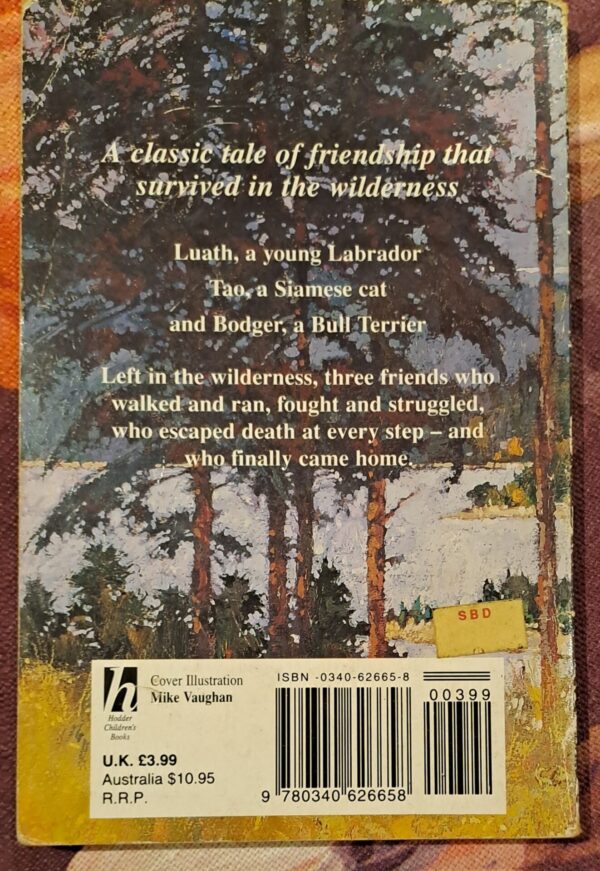 A classic tale of friendship that
survived in the wilderness
Luath, a young Labrador
Tao, a Siamese cat
and Bodger, a Bull Terrier
Left in the wilderness, three friends who
walked and ran, fought and struggled,
who escaped death at every step – and
who finally came home.
SBD
h
Hodder
Children's
Books
Cover Illustration
Mike Vaughan
U.K. £3.99
Australia $10.95
R.R.P.
ISBN -0340-62665-8
00399
9 780340 626658